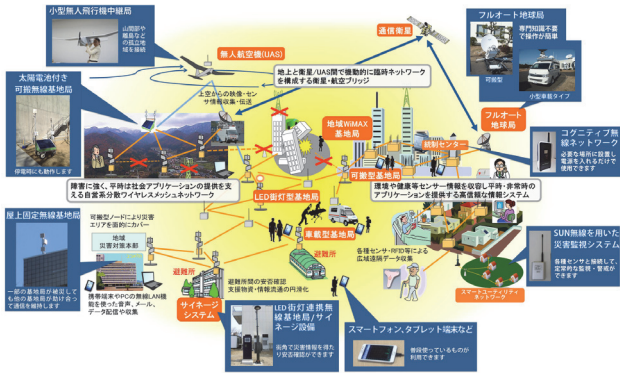 小型無人飛行機中継局
山間部や
離島など
の孤立地
域を接続
無人航空機(UAS)
通信衛星
フルオート地球局
専門知識不要
で操作が簡単
可搬型
小型車載タイプ
地上と衛星/UAS間で機動的に臨時ネットワーク
を構成する衛星・航空ブリッジ
太陽電池付き
可搬無線基地局
停電時にも動作します
上空からの映像・セン
サ情報収集・伝送
地域WiMAX
基地局
フルオート
地球局
統制センター
コグニティブ無
線ネットワーク
必要な場所に設置し
電源を入れるだけで
使用できます
可搬型基地局
障害に強く、平時は社会アプリケーションの提供を支
える自営系分散ワイヤレスメッシュネットワーク
LED街灯型基地局
環境や健康等センサー情報を収容し平時・非常時の
アプリケーションを提供する高信頼な情報システム
屋上固定無線基地局
一部の基地局が被災して
も他の基地局が助け合っ
て通信を維持します
可搬型ノードにより災害
エリアを面的にカバー
地域
災害対策本部
車載型基地局
避難所
避難所
各種センサ・RFID等による
広域遠隔データ収集
SUN無線を用いた
災害監視システム
各種センサと接続して、
定常的な監視・警戒が
できます
携帯端末やPCの無線LAN機
能を使った音声、メール、
データ配信や収集
サイネージ
システム
避難所間の安否確認
支援物資・情報流通の円滑化
スマートユーティリティ
ネットワーク
LED街灯連携無
線基地局/サイ
ネージ設備
街角で災害情報を得た
り安否確認ができます
スマートフォン、タブレット端末など
普段使っているものが
利用できます